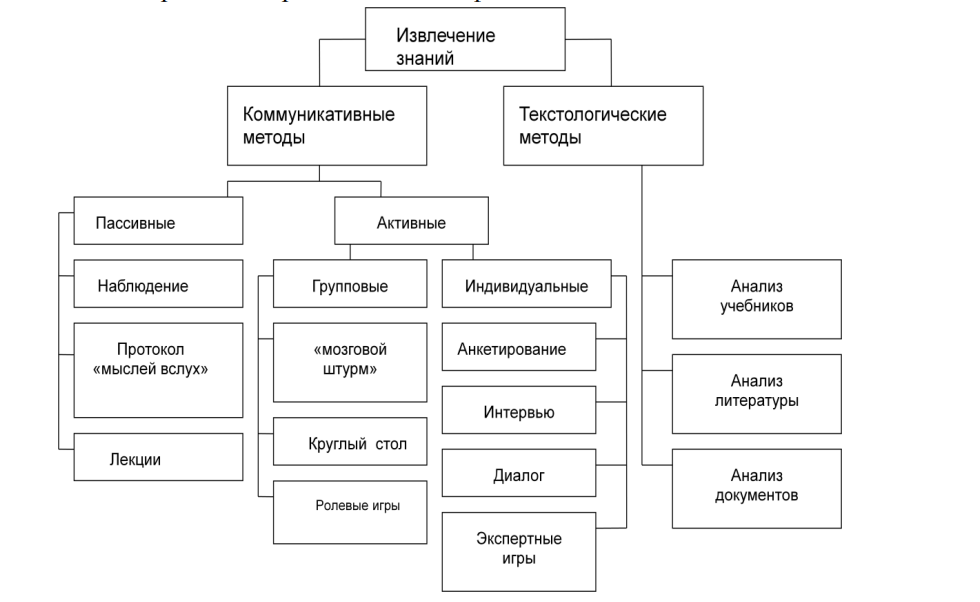 Извлечение
знаний
Коммуникативные
методы
Текстологические
методы
Пассивные
Активные
Наблюдение
Групповые
Индивидуальные
Анализ
учебников
Протокол
«мыслей вслух»
«мозговой
штурм»
Анкетирование
Анализ
литературы
Интервью
Лекции
Круглый стол
Диалог
Анализ
документов
Ролевые игры
Экспертные
игры